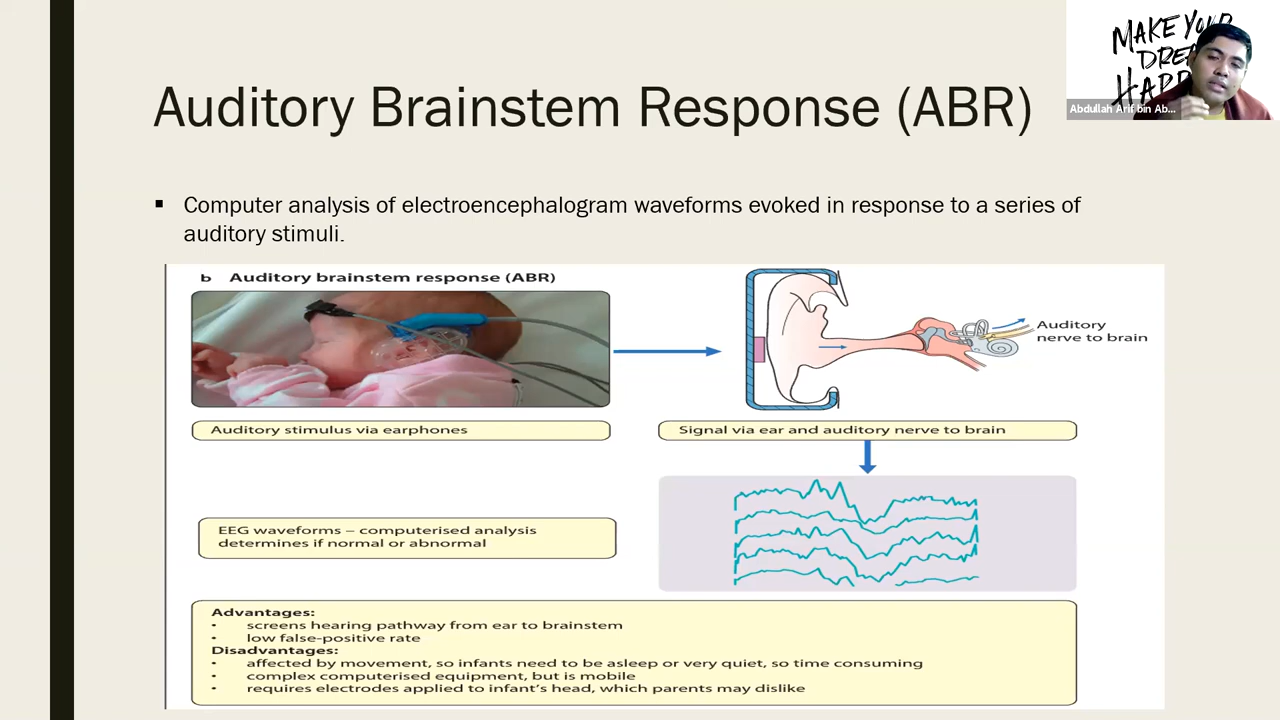 MAKE YOUR
DREA
HAPP
Abdullah Arif bin Ab...
Auditory Brainstem Response (ABR)
▪ Computer analysis of electroencephalogram waveforms evoked in response to a series of
auditory stimuli.
b Auditory brainstem response (ABR)
Auditory
nerve to brain
Auditory stimulus via earphones
Signal via ear and auditory nerve to brain
EEG waveforms – computerised analysis
determines if normal or abnormal
Advantages:
• screens hearing pathway from ear to brainstem
• low false-positive rate
Disadvantages:
• affected by movement, so infants need to be asleep or very quiet, so time consuming
• complex computerised equipment, but is mobile
• requires electrodes applied to infant's head, which parents may dislike